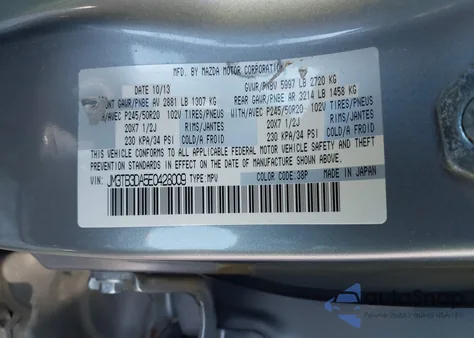 MFD. BY MAZDA MOTOR CORPORATION
DATE 10/13 GVWR/PNBV 5997 LB 2720 KG
FRONT GAWR/PNBE AV 2881 LB 1307 KG REAR GAWR/PNBE AR 3214 LB 1458 KG
WITH/AVEC P245/50R20 102V TIRES/PNEUS WITH/AVEC P245/50R20 102V TIRES/PNEUS
20X7 1/2J RIMS/JANTES 20X7 1/2J RIMS/JANTES
230 KPA/34 PSI COLD/A FROID 230 KPA/34 PSI COLD/A FROID
THIS VEHICLE CONFORMS TO ALL APPLICABLE FEDERAL MOTOR VEHICLE SAFETY AND THEFT PREVENTION STANDARDS
IN EFFECT ON THE DATE OF MANUFACTURE SHOWN ABOVE.
VIN: JM3TB3DA5E0428009 TYPE:MPV COLOR CODE:38P MADE IN JAPAN
autoSnap